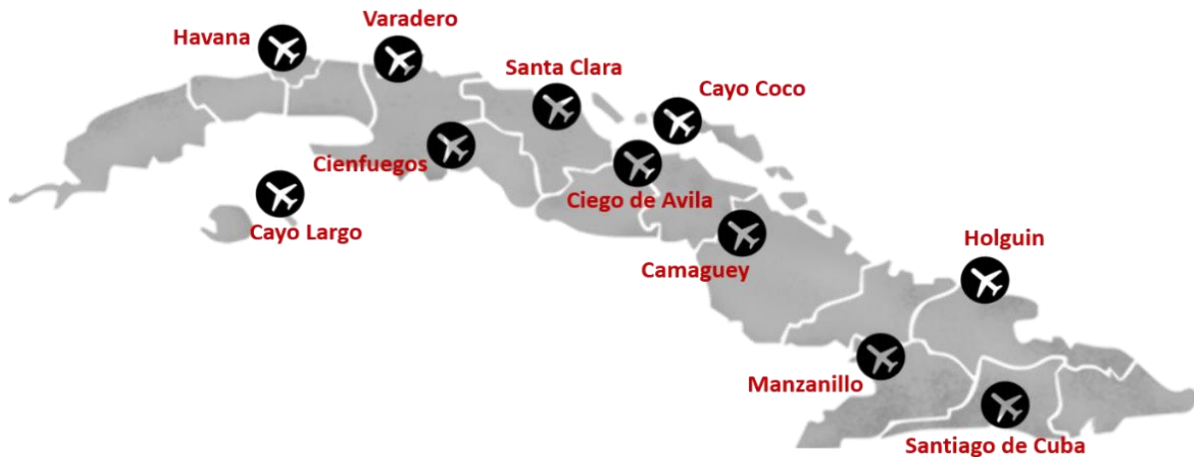 Varadero
Havana
Santa Clara
Cayo Coco
Cienfuegos
Ciego de Avila
Cayo Largo
Holguin
Camaguey
Manzanillo
Santiago de Cuba